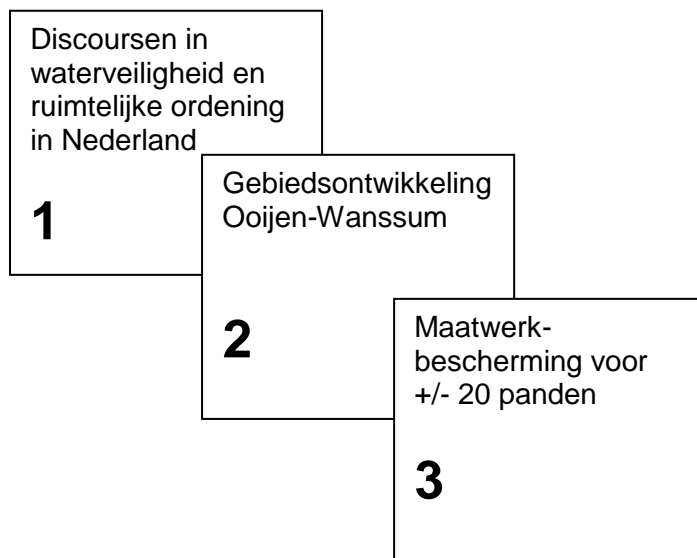 Discoursen in
waterveiligheid en
ruimtelijke ordening
in Nederland
1
Gebiedsontwikkeling
Ooijen-Wanssum
2
Maatwerk-
bescherming voor
+/- 20 panden
3